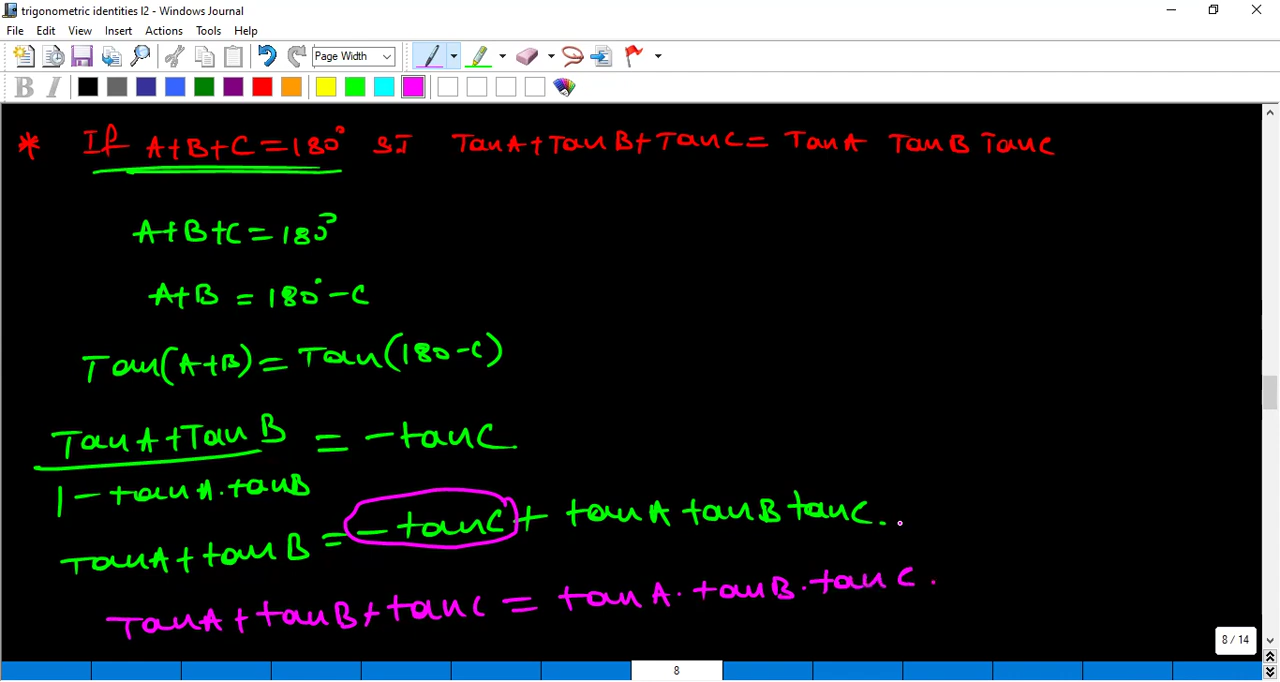 trigonometric identities l2 - Windows Journal
File Edit View Insert Actions Tools Help
Page Width
B I
* If A+B+C=180° S.T TanA+TanB+TanC= TanA TanB TanC
A+B+C=180°
A+B = 180°-C
Tan(A+B)=Tan(180-C)
TanA+TanB = -tanC
1-tanA.tanB
TanA+tanB = -tanC + tanA tanB tanC.
TanA+tanB+tanC = tanA.tanB.tanC.
8 / 14
8